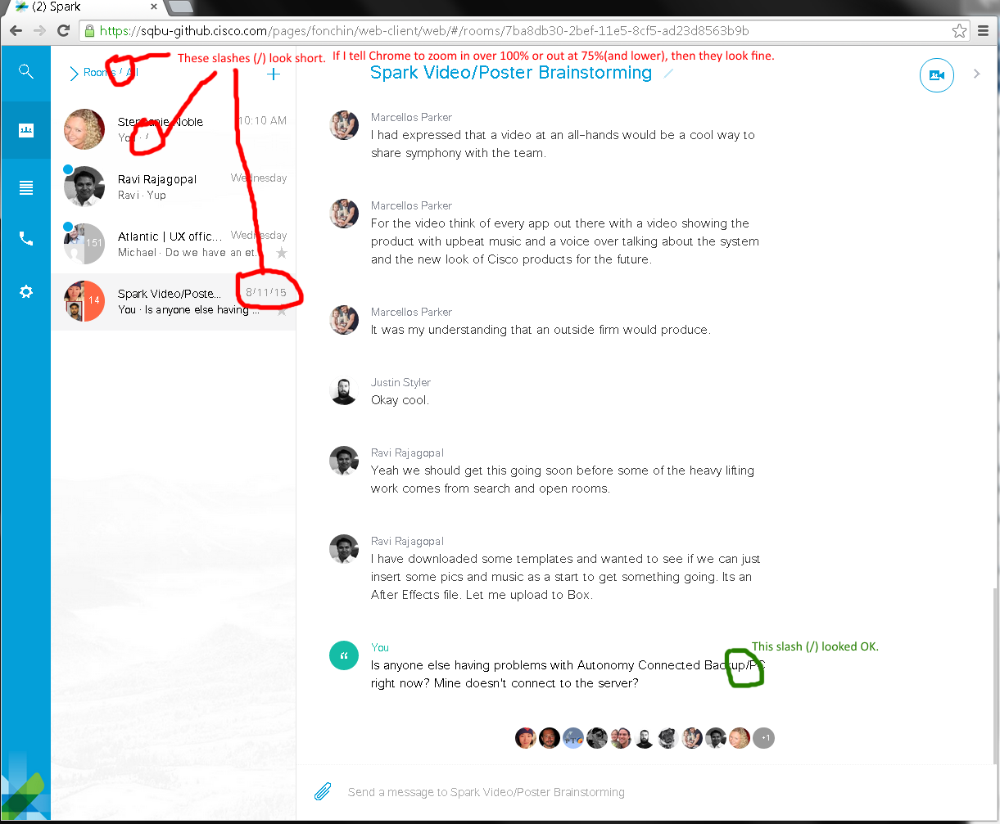 (2) Spark
https://sqbu-github.cisco.com/pages/fonchin/web-client/web/#/rooms/7ba8db30-2bef-11e5-8cf5-ad23d8563b9b
These slashes (/) look short. If I tell Chrome to zoom in over 100% or out at 75%(and lower), then they look fine.
Rooms / All
+
Spark Video/Poster Brainstorming
Stephanie Noble
10:10 AM
You · /
Ravi Rajagopal
Wednesday
Ravi · Yup
151
Atlantic | UX offic...
Wednesday
Michael · Do we have an et...
14
Spark Video/Poste...
8/11/15
You · Is anyone else having ...
Marcellos Parker
I had expressed that a video at an all-hands would be a cool way to
share symphony with the team.
Marcellos Parker
For the video think of every app out there with a video showing the
product with upbeat music and a voice over talking about the system
and the new look of Cisco products for the future.
Marcellos Parker
It was my understanding that an outside firm would produce.
Justin Styler
Okay cool.
Ravi Rajagopal
Yeah we should get this going soon before some of the heavy lifting
work comes from search and open rooms.
Ravi Rajagopal
I have downloaded some templates and wanted to see if we can just
insert some pics and music as a start to get something going. Its an
After Effects file. Let me upload to Box.
You
This slash (/) looked OK.
Is anyone else having problems with Autonomy Connected Backup/PC
right now? Mine doesn't connect to the server?
+1
Send a message to Spark Video/Poster Brainstorming